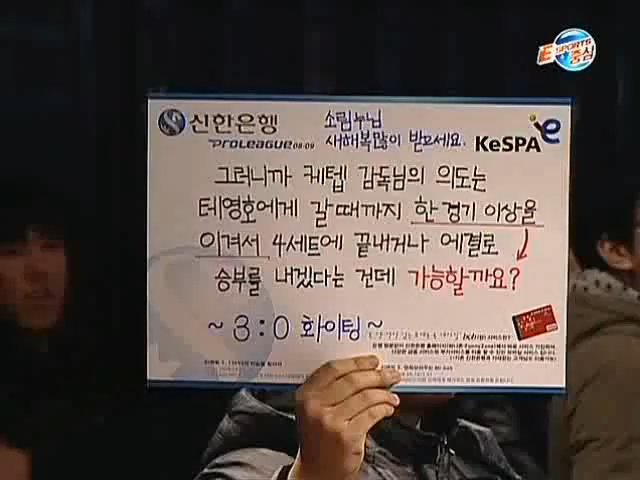 ESPORTS
중심
신한은행
PROLEAGUE 08-09
소림누님
새해복많이 받으세요.
KeSPA
그러니까 케텝 감독님의 의도는
테영호에게 갈때까지 한 경기 이상을
이겨서 4세트에 끝내거나 에결로
승부를 내겠다는 건데 가능할까요?
~ 3:0 화이팅 ~